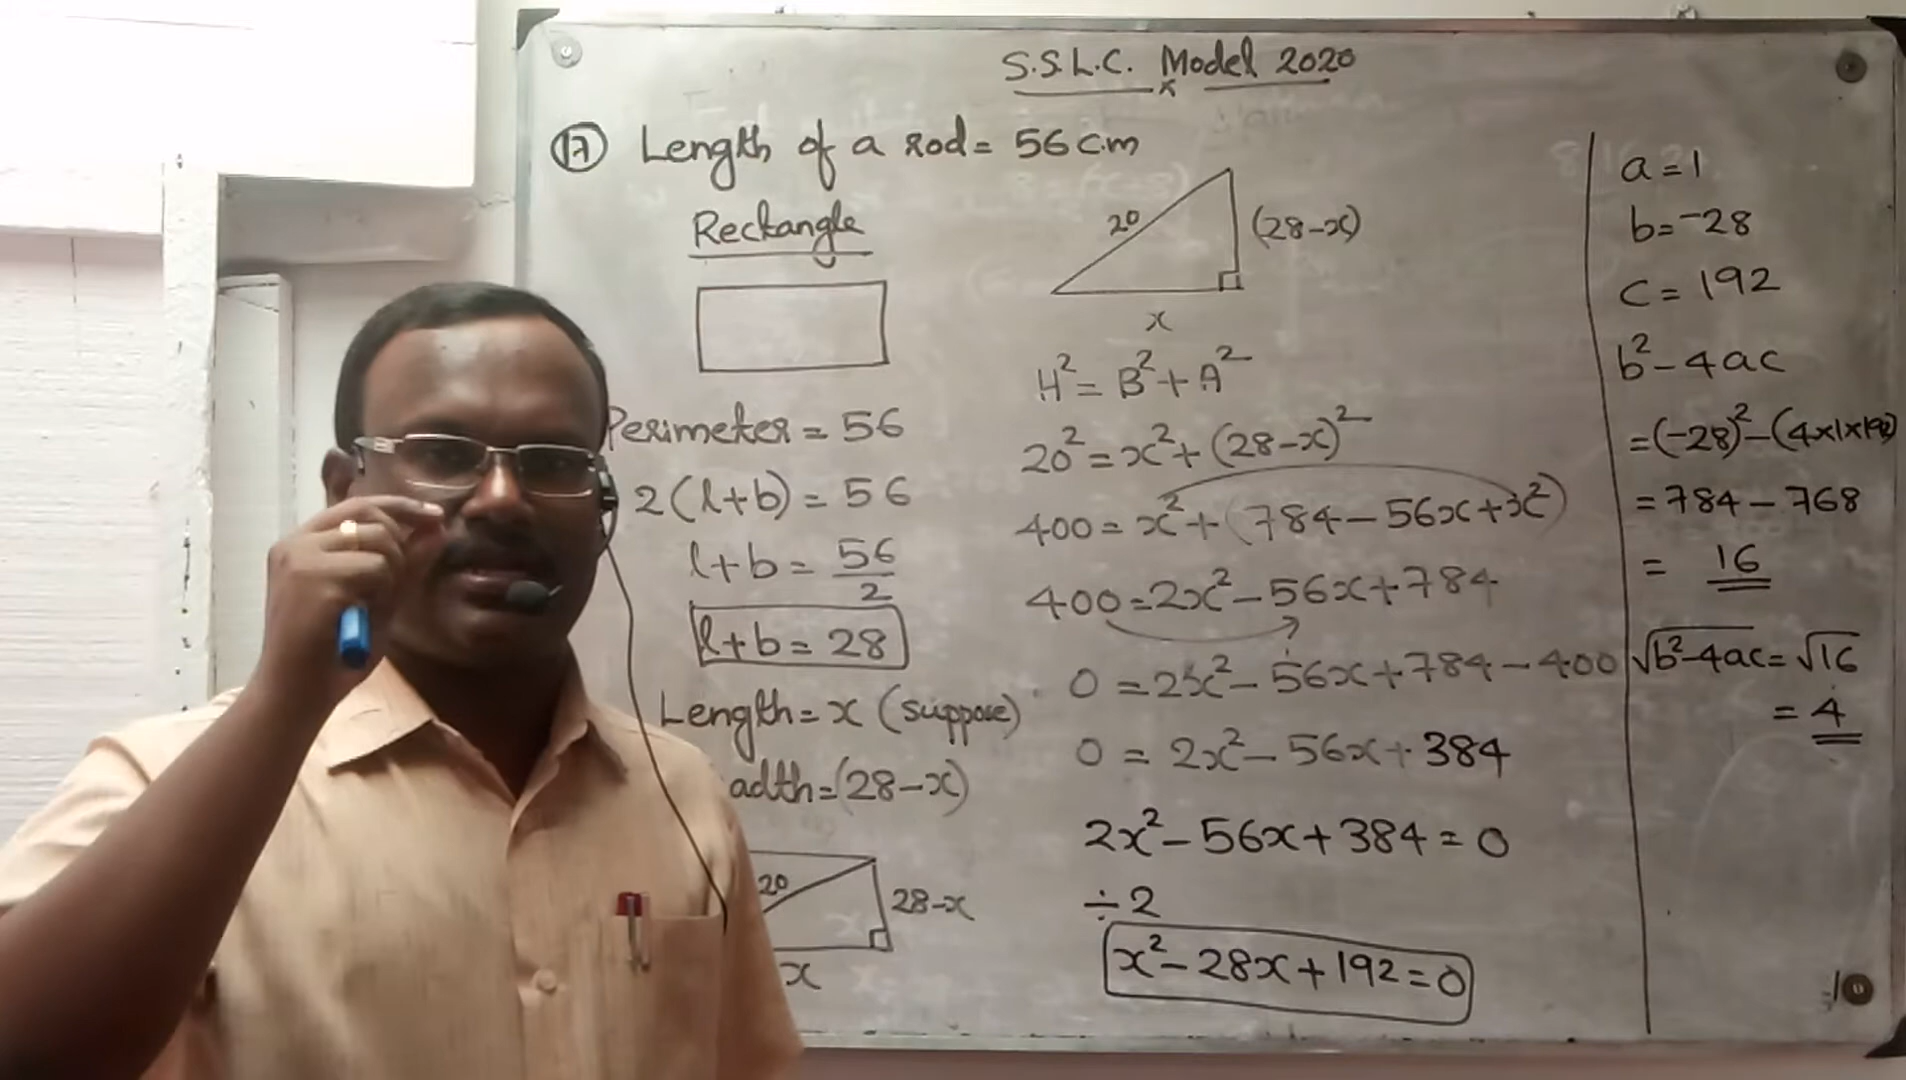 S.S.L.C. Model 2020
17 Length of a rod = 56 c.m
Rectangle
Perimeter = 56
2(l+b) = 56
l+b = 56/2
l+b = 28
Length = x (suppose)
adth = (28-x)
20
28-x
x
20
(28-x)
x
H² = B² + A²
20² = x² + (28-x)²
400 = x² + (784 - 56x + x²)
400 = 2x² - 56x + 784
0 = 2x² - 56x + 784 - 400
0 = 2x² - 56x + 384
2x² - 56x + 384 = 0
÷2
x² - 28x + 192 = 0
a = 1
b = -28
c = 192
b² - 4ac
= (-28)² - (4×1×192)
= 784 - 768
= 16
√b²-4ac = √16
= 4